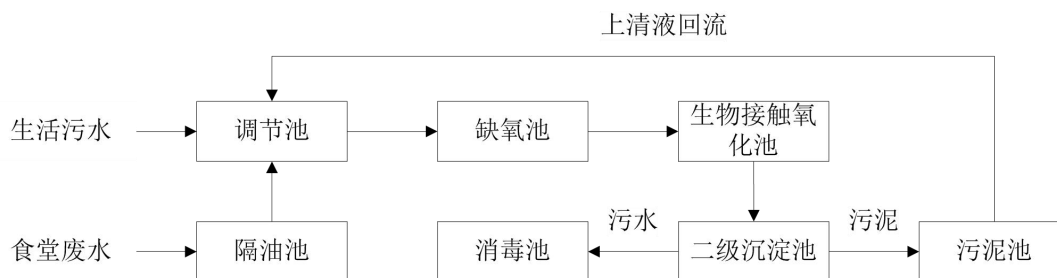 上清液回流
生活污水
调节池
缺氧池
生物接触氧
化池
污水
污泥
食堂废水
隔油池
消毒池
二级沉淀池
污泥池